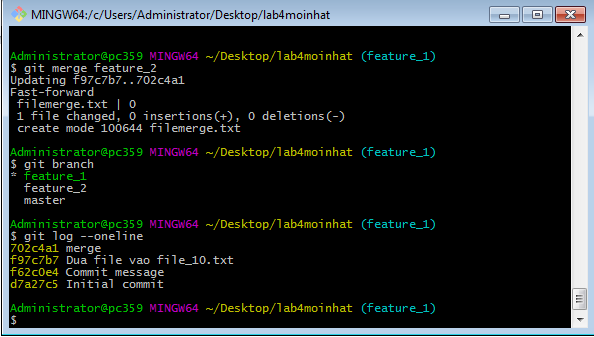 MINGW64:/c/Users/Administrator/Desktop/lab4moinhat
Administrator@pc359 MINGW64 ~/Desktop/lab4moinhat (feature_1)
$ git merge feature_2
Updating f97c7b7..702c4a1
Fast-forward
 filemerge.txt | 0
 1 file changed, 0 insertions(+), 0 deletions(-)
 create mode 100644 filemerge.txt
Administrator@pc359 MINGW64 ~/Desktop/lab4moinhat (feature_1)
$ git branch
* feature_1
  feature_2
  master
Administrator@pc359 MINGW64 ~/Desktop/lab4moinhat (feature_1)
$ git log --oneline
702c4a1 merge
f97c7b7 Dua file vao file_10.txt
f62c0e4 Commit message
d7a27c5 Initial commit
Administrator@pc359 MINGW64 ~/Desktop/lab4moinhat (feature_1)
$